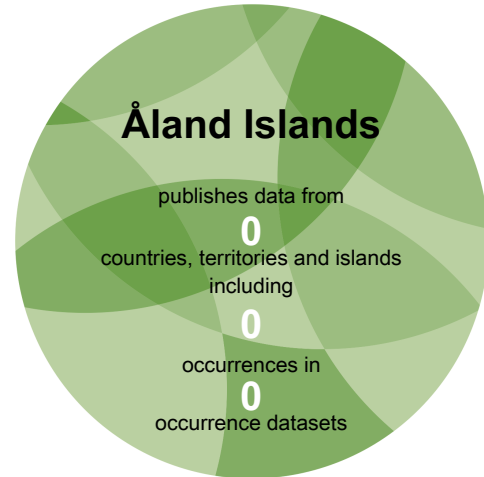 Åland Islands
publishes data from
0
countries, territories and islands
including
0
occurrences in
0
occurrence datasets